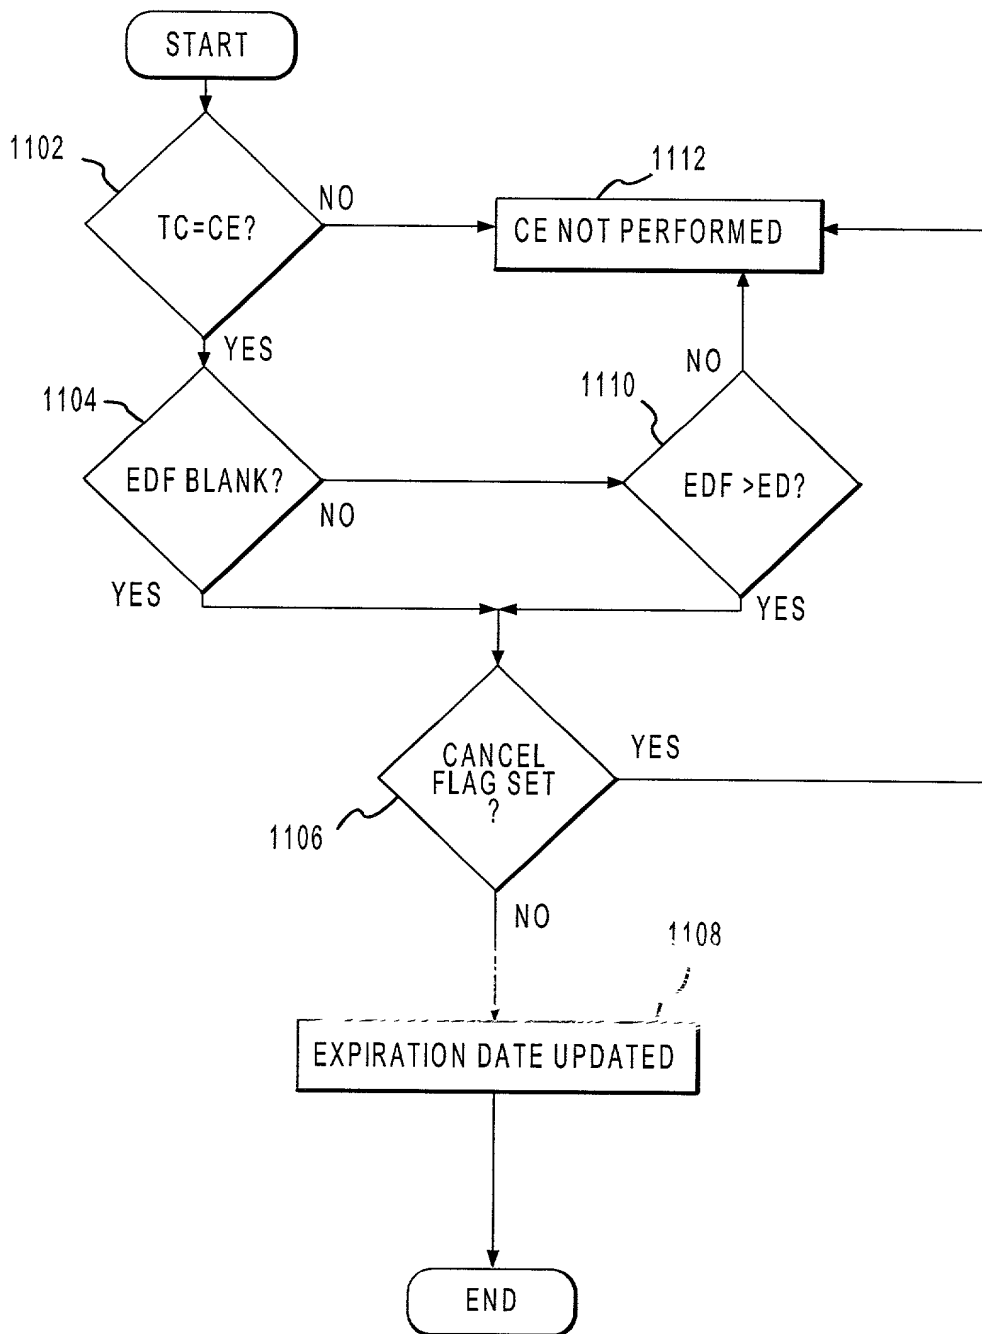 START
1102
TC=CE?
NO
1112
CE NOT PERFORMED
YES
NO
1104
1110
EDF BLANK?
EDF >ED?
NO
YES
YES
CANCEL
FLAG SET
?
YES
1106
NO
1108
EXPIRATION DATE UPDATED
END